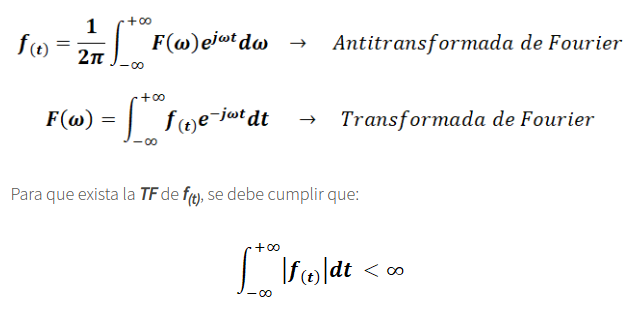 f₍t₎ = 1/2π ∫₋∞⁺∞ F(ω)e^{jωt}dω → Antitransformada de Fourier
F(ω) = ∫₋∞⁺∞ f₍t₎e^{−jωt}dt → Transformada de Fourier
Para que exista la TF de f₍t₎, se debe cumplir que:
∫₋∞⁺∞ |f₍t₎|dt < ∞